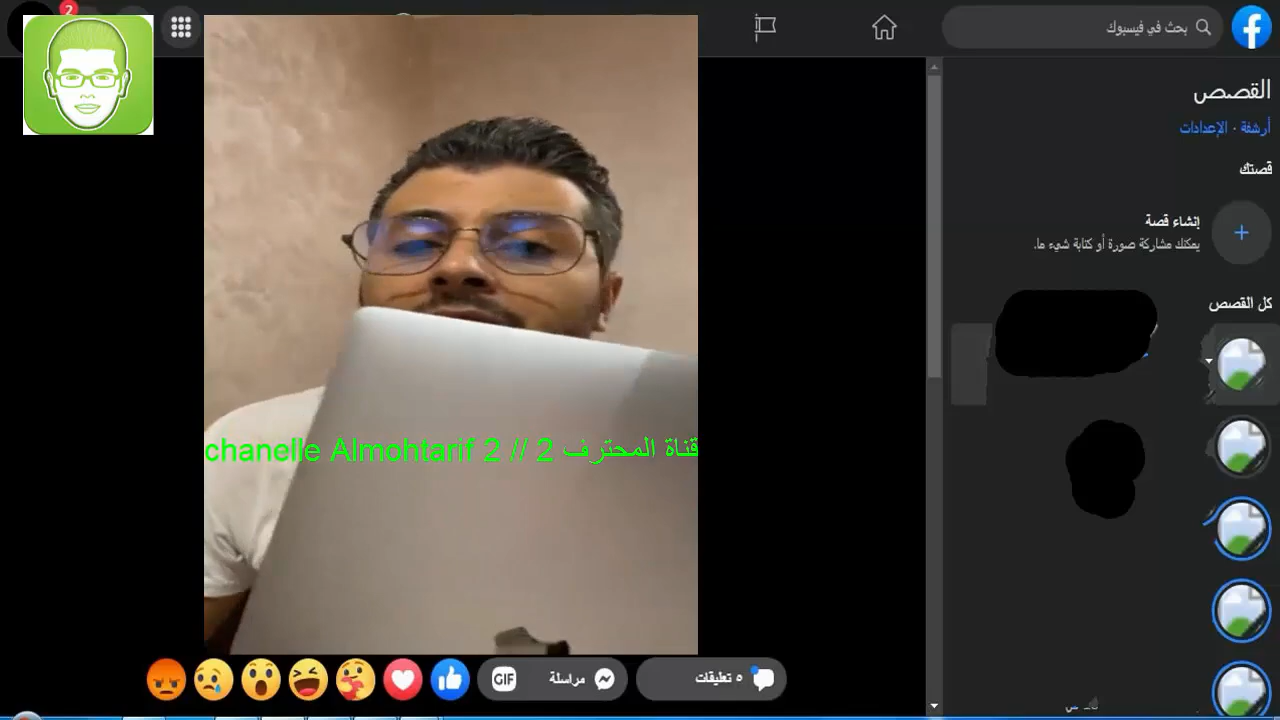 2
بحث في فيسبوك
القصص
أرشفة · الإعدادات
قصتك
إنشاء قصة
يمكنك مشاركة صورة أو كتابة شيء ما.
كل القصص
chanelle Almohtarif 2 // 2 قناة المحترف
٥ تعليقات
مراسلة
GIF